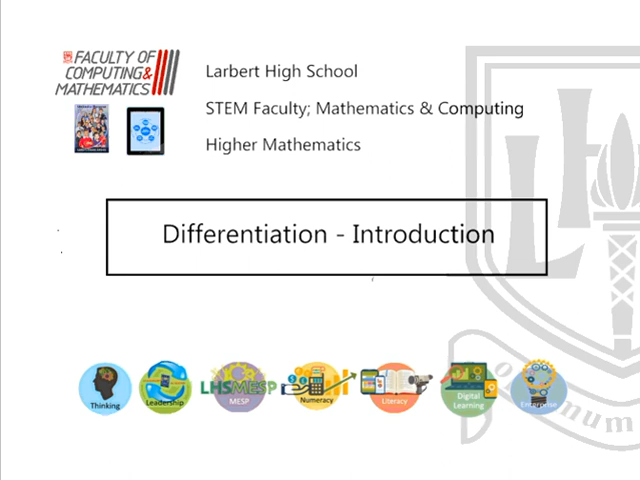 FACULTY OF
COMPUTING&
MATHEMATICS
Larbert High School
STEM Faculty; Mathematics & Computing
Higher Mathematics
Differentiation - Introduction
Thinking
Leadership
LHSMESP
MESP
Numeracy
Literacy
Digital
Learning
Enterprise